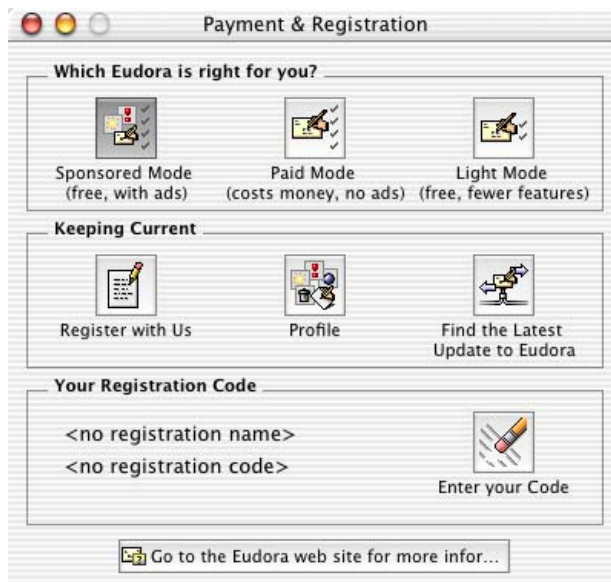 Payment & Registration
Which Eudora is right for you?
Sponsored Mode
(free, with ads)
Paid Mode
(costs money, no ads)
Light Mode
(free, fewer features)
Keeping Current
Register with Us
Profile
Find the Latest
Update to Eudora
Your Registration Code
<no registration name>
<no registration code>
Enter your Code
Go to the Eudora web site for more infor...